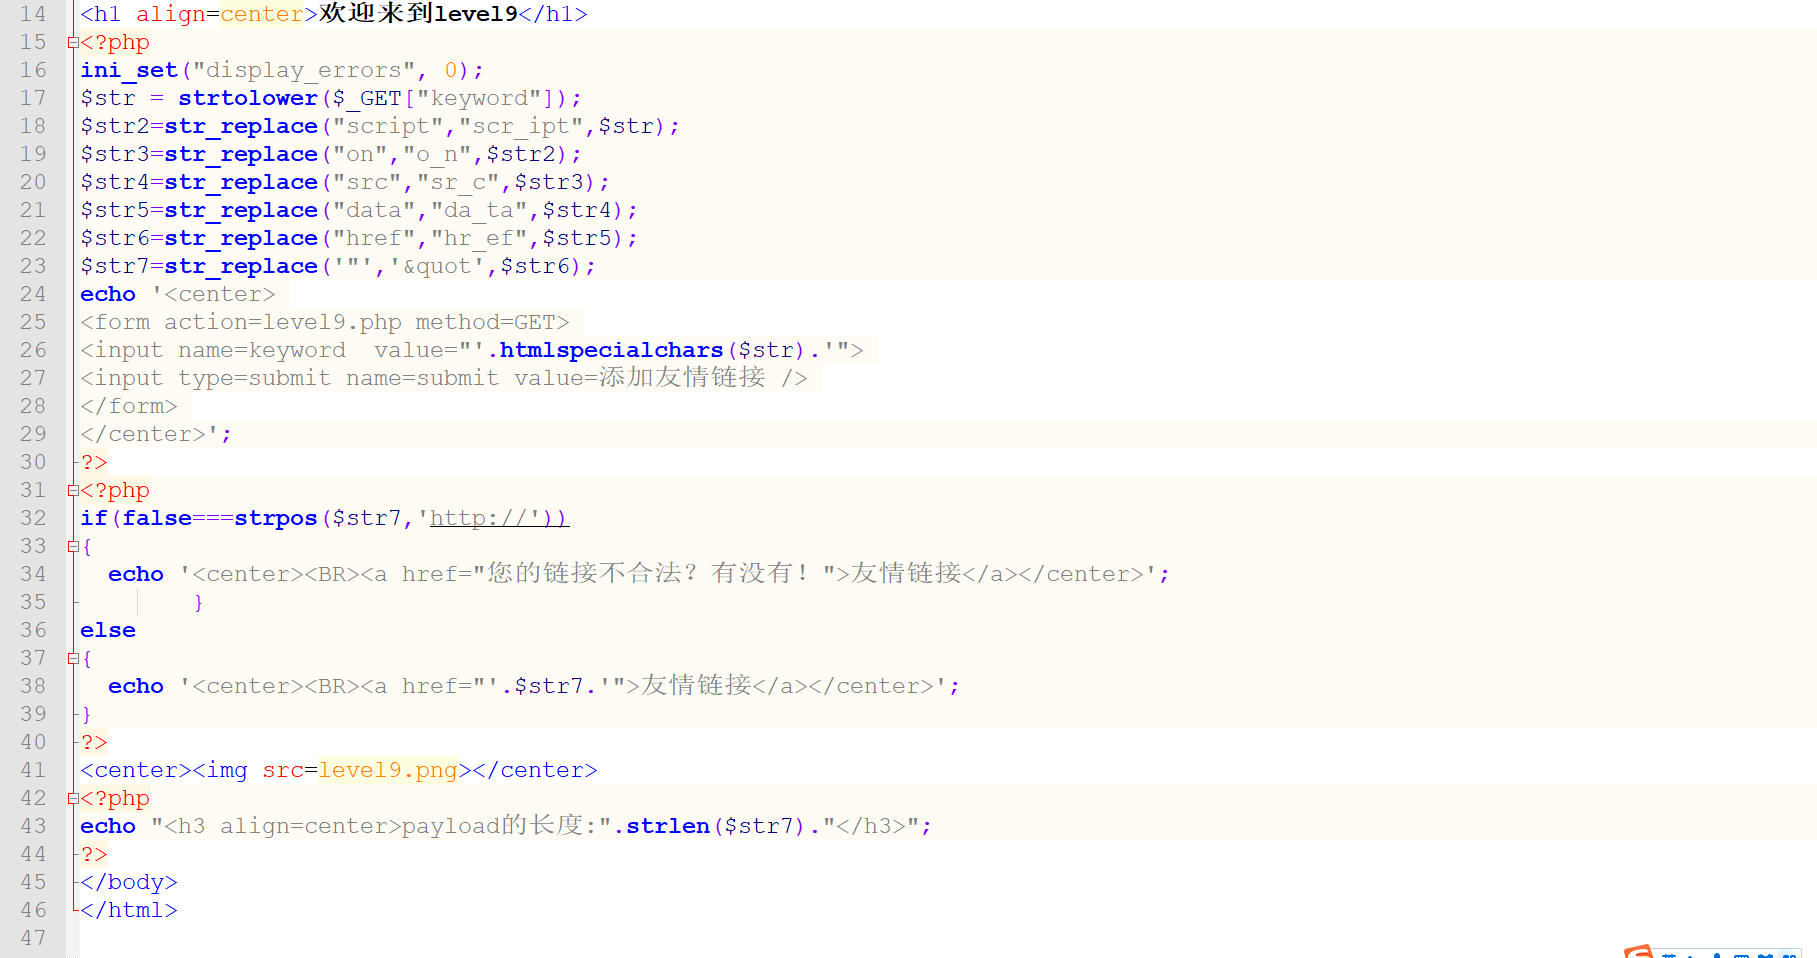 14 <h1 align=center>欢迎来到level9</h1>
15 <?php
16 ini_set("display_errors", 0);
17 $str = strtolower($_GET["keyword"]);
18 $str2=str_replace("script","scr_ipt",$str);
19 $str3=str_replace("on","o_n",$str2);
20 $str4=str_replace("src","sr_c",$str3);
21 $str5=str_replace("data","da_ta",$str4);
22 $str6=str_replace("href","hr_ef",$str5);
23 $str7=str_replace('"','&quot',$str6);
24 echo '<center>
25 <form action=level9.php method=GET>
26 <input name=keyword  value="'.htmlspecialchars($str).'">
27 <input type=submit name=submit value=添加友情链接 />
28 </form>
29 </center>';
30 ?>
31 <?php
32 if(false===strpos($str7,'http://'))
33 {
34   echo '<center><BR><a href="您的链接不合法？有没有！">友情链接</a></center>';
35         }
36 else
37 {
38   echo '<center><BR><a href="'.$str7.'">友情链接</a></center>';
39 }
40 ?>
41 <center><img src=level9.png></center>
42 <?php
43 echo "<h3 align=center>payload的长度:".strlen($str7)."</h3>";
44 ?>
45 </body>
46 </html>
47